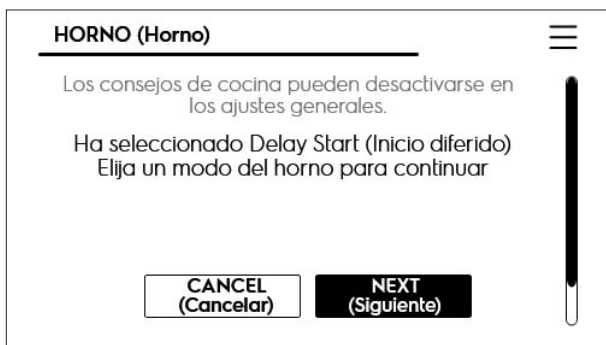 HORNO (Horno)
Los consejos de cocina pueden desactivarse en
los ajustes generales.
Ha seleccionado Delay Start (Inicio diferido)
Elija un modo del horno para continuar
CANCEL
(Cancelar)
NEXT
(Siguiente)